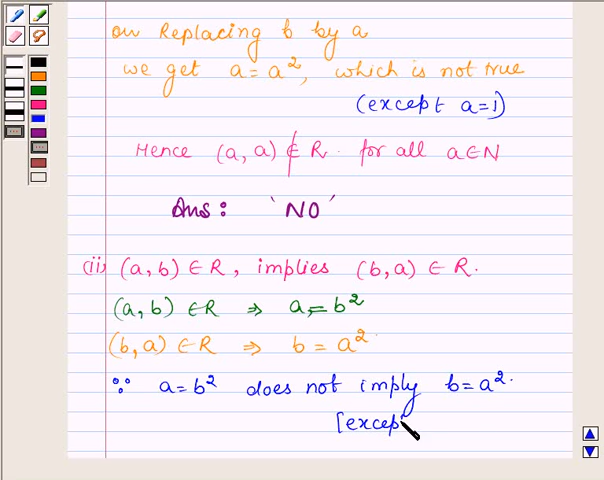 on Replacing b by a
we get a = a², which is not true
(except a=1)
Hence (a, a) ∉ R. for all a∈N
Ans: 'NO'
(ii) (a, b) ∈ R, implies (b, a) ∈ R.
(a, b) ∈ R ⇒ a = b²
(b, a) ∈ R ⇒ b = a².
∵ a = b² does not imply b = a².
[excep